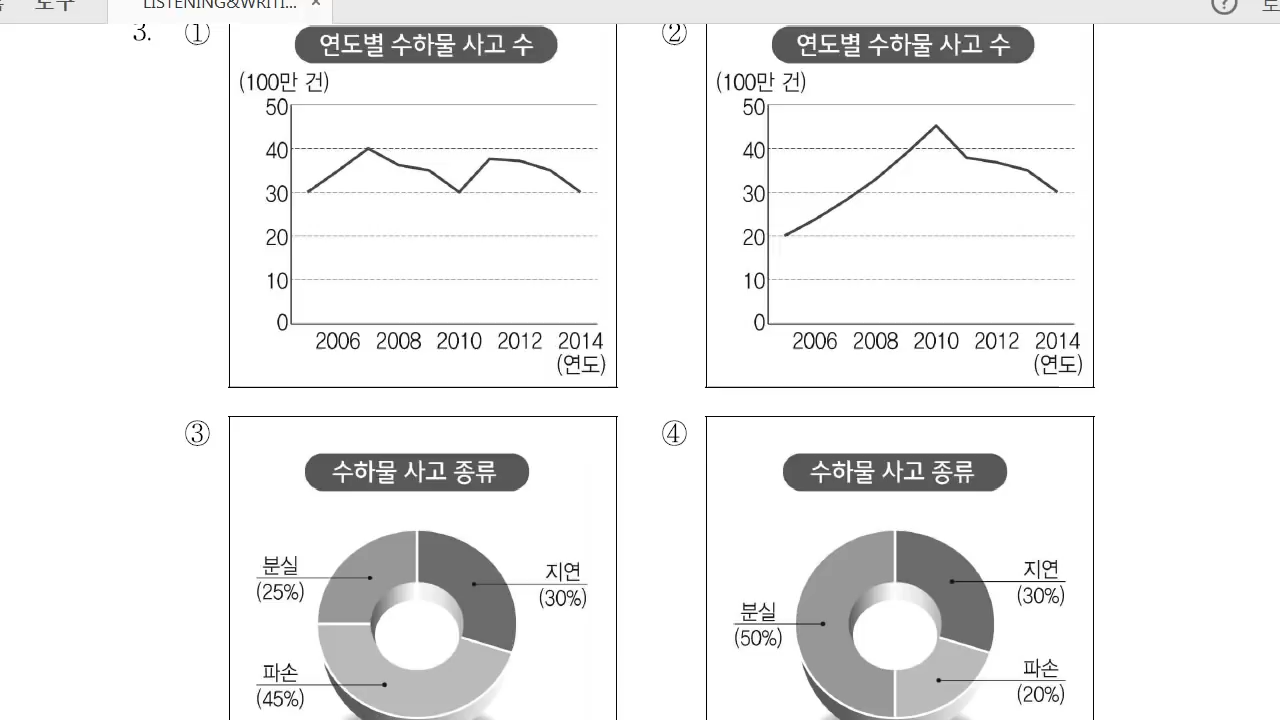 도구
LISTENING&WRITI... ×
?
3. ①
연도별 수하물 사고 수
(100만 건)
50
40
30
20
10
0
2006 2008 2010 2012 2014
(연도)
②
연도별 수하물 사고 수
(100만 건)
50
40
30
20
10
0
2006 2008 2010 2012 2014
(연도)
③
수하물 사고 종류
분실
(25%)
지연
(30%)
파손
(45%)
④
수하물 사고 종류
지연
(30%)
분실
(50%)
파손
(20%)